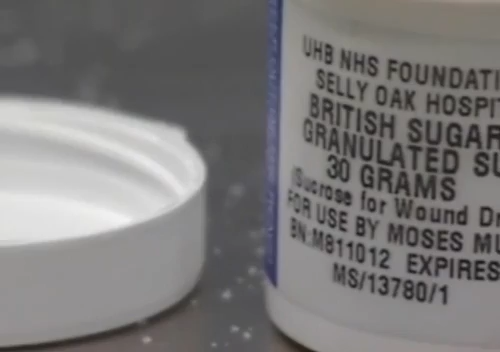 UHB NHS FOUNDATI
SELLY OAK HOSPIT
BRITISH SUGAR
GRANULATED SU
30 GRAMS
(Sucrose for Wound Dr
FOR USE BY MOSES MU
BN:M811012 EXPIRES
MS/13780/1